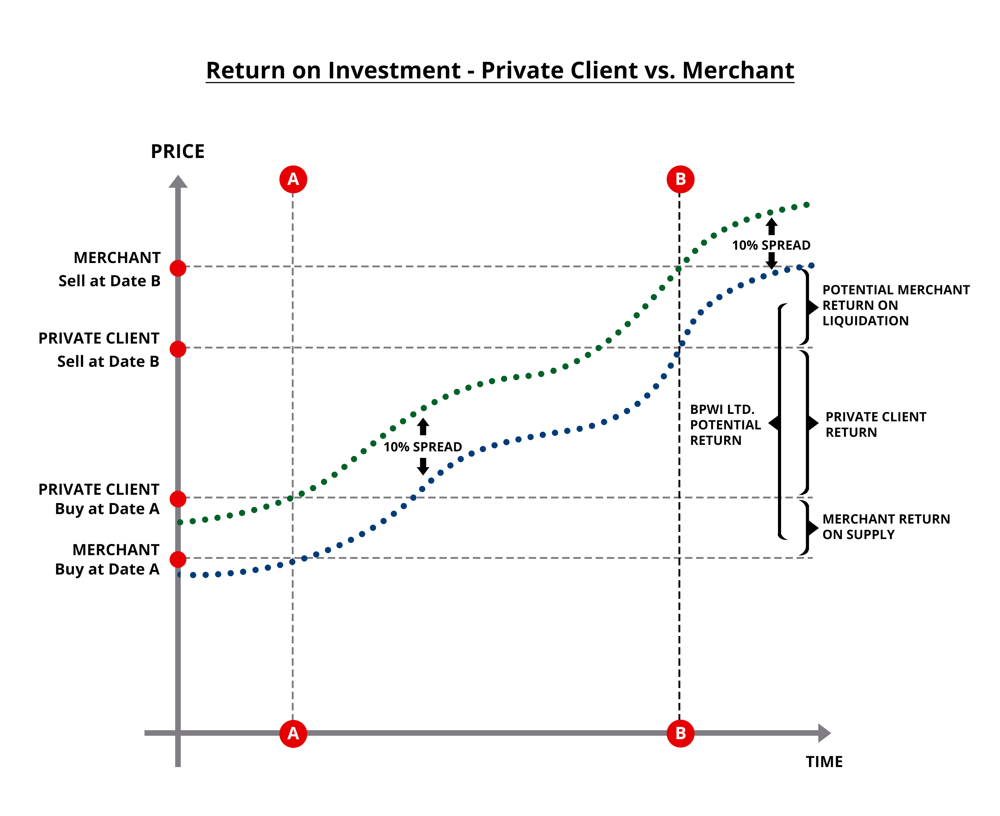 Return on Investment - Private Client vs. Merchant
PRICE
A
B
MERCHANT
Sell at Date B
PRIVATE CLIENT
Sell at Date B
PRIVATE CLIENT
Buy at Date A
MERCHANT
Buy at Date A
10% SPREAD
10% SPREAD
POTENTIAL MERCHANT
RETURN ON
LIQUIDATION
BPWI LTD.
POTENTIAL
RETURN
PRIVATE CLIENT
RETURN
MERCHANT RETURN
ON SUPPLY
A
B
TIME